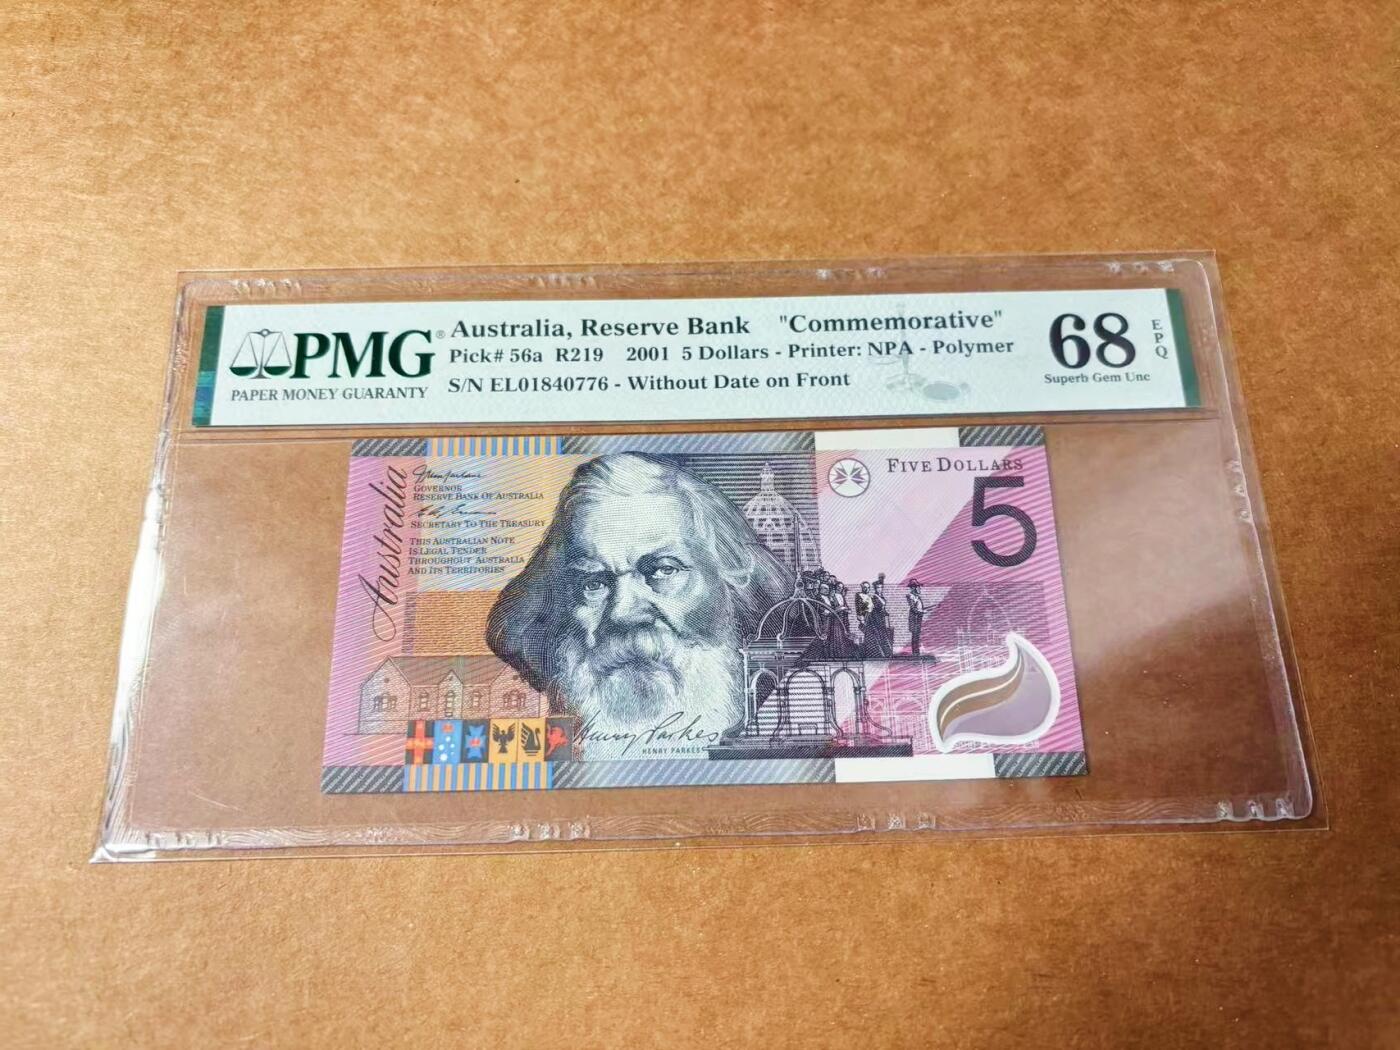 PMG®
PAPER MONEY GUARANTY
Australia, Reserve Bank "Commemorative"
Pick# 56a R219 2001 5 Dollars - Printer: NPA - Polymer
S/N EL01840776 - Without Date on Front
68
EPQ
Superb Gem Unc
Australia
GOVERNOR
RESERVE BANK OF AUSTRALIA
SECRETARY TO THE TREASURY
THIS AUSTRALIAN NOTE
IS LEGAL TENDER
THROUGHOUT AUSTRALIA
AND ITS TERRITORIES
FIVE DOLLARS
5
Henry Parkes
HENRY PARKES